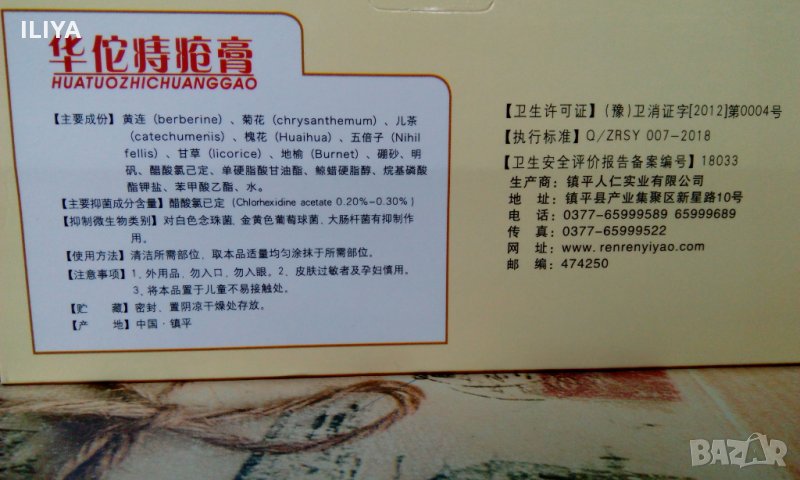 ILIYA
华佗痔疮膏
HUATUOZHICHUANGGAO
【主要成份】黄连（berberine）、菊花（chrysanthemum）、儿茶
（catechumenis）、槐花（Huaihua）、五倍子（Nihil
fellis）、甘草（licorice）、地榆（Burnet）、硼砂、明
矾、醋酸氯己定、单硬脂酸甘油酯、鲸蜡硬脂醇、烷基磷酸
酯钾盐、苯甲酸乙酯、水。
【主要抑菌成分含量】醋酸氯已定（Chlorhexidine acetate 0.20%-0.30%）
【抑制微生物类别】对白色念珠菌、金黄色葡萄球菌、大肠杆菌有抑制作
用。
【使用方法】清洁所需部位，取本品适量均匀涂抹于所需部位。
【注意事项】1、外用品，勿入口，勿入眼。2、皮肤过敏者及孕妇慎用。
3、将本品置于儿童不易接触处。
【贮 藏】密封、置阴凉干燥处存放。
【产 地】中国·镇平
【卫生许可证】(豫)卫消证字[2012]第0004号
【执行标准】Q/ZRSY 007-2018
【卫生安全评价报告备案编号】18033
生产商：镇平人仁实业有限公司
地 址：镇平县产业集聚区新星路10号
电 话：0377-65999589 65999689
传 真：0377-65999522
网 址：www.renrenyiyao.com
邮 编：474250
BAZAR